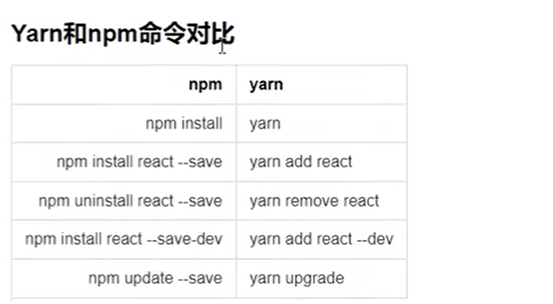 Yarn和npm命令对比
npm yarn
npm install yarn
npm install react --save yarn add react
npm uninstall react --save yarn remove react
npm install react --save-dev yarn add react --dev
npm update --save yarn upgrade